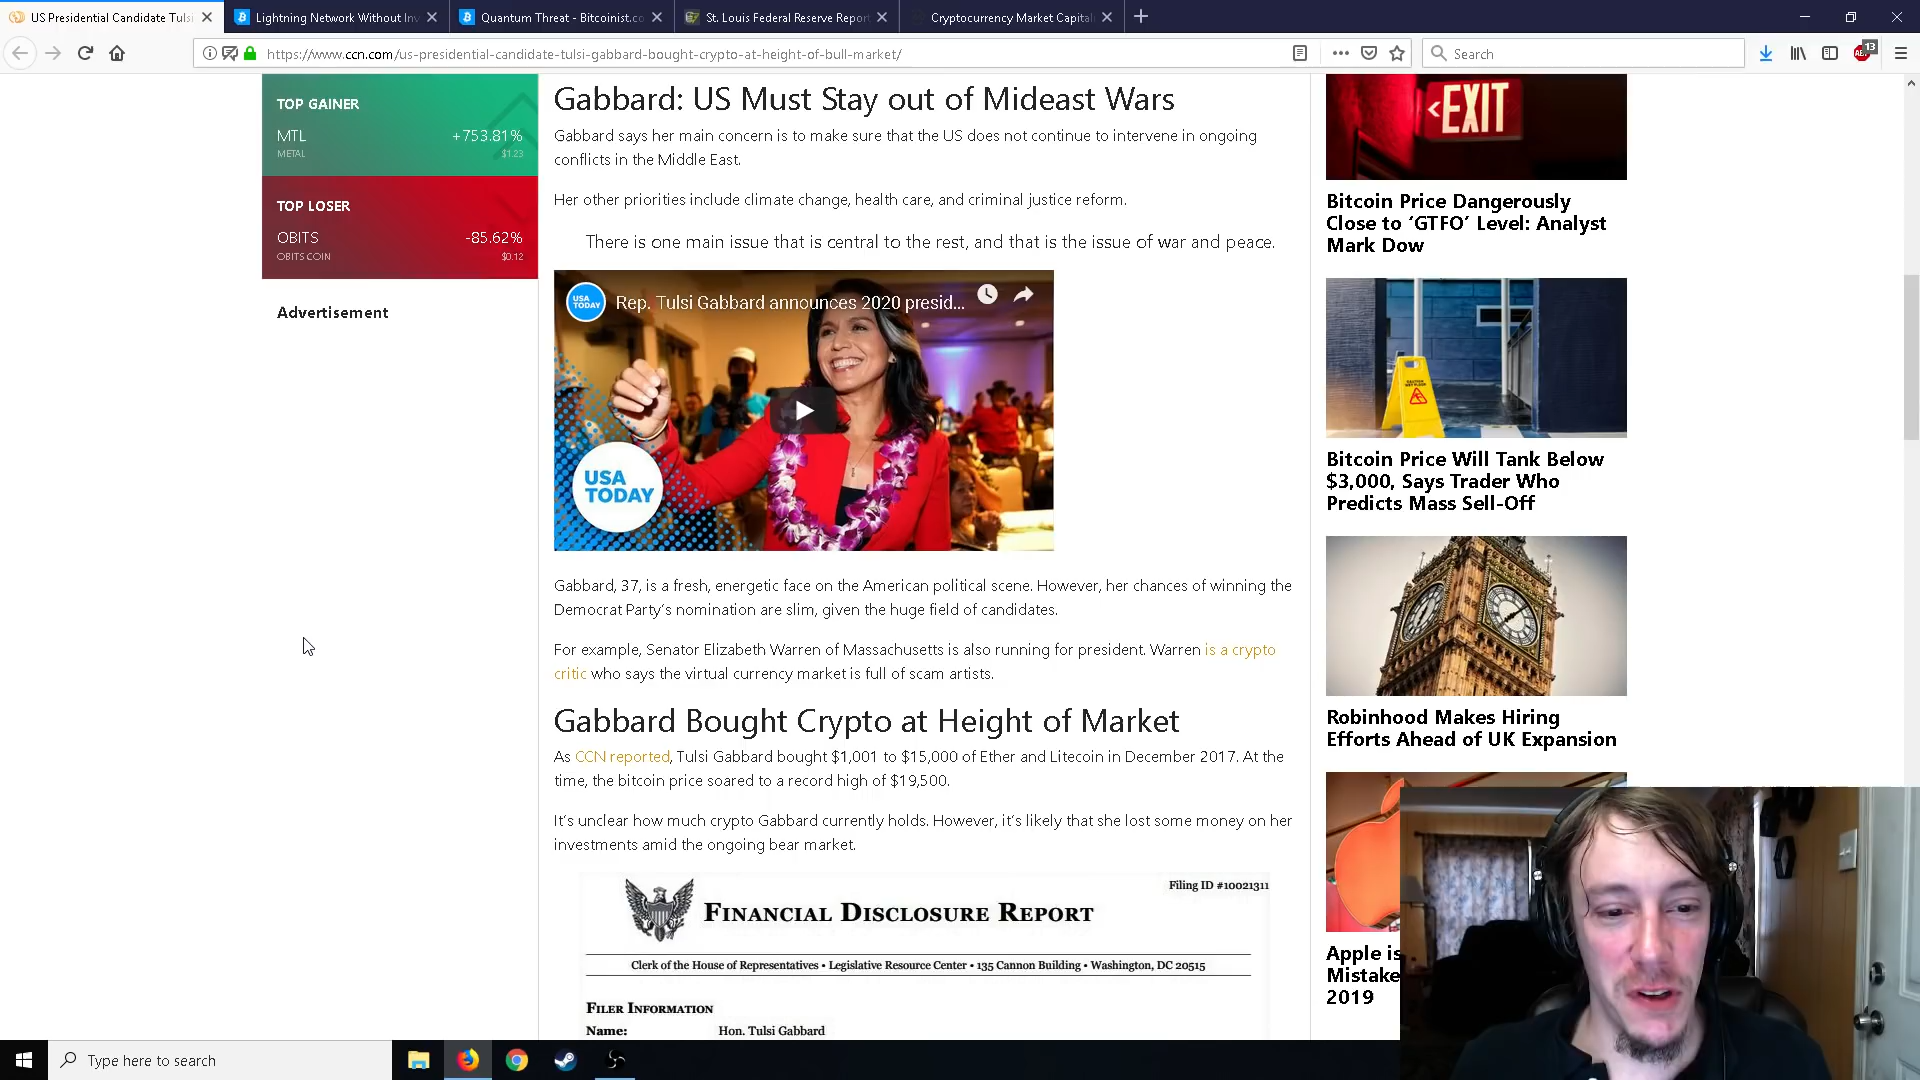 US Presidential Candidate Tulsi
Lightning Network Without Inv
Quantum Threat - Bitcoinist.co
St. Louis Federal Reserve Repor
Cryptocurrency Market Capital
https://www.ccn.com/us-presidential-candidate-tulsi-gabbard-bought-crypto-at-height-of-bull-market/
Search
13
TOP GAINER
MTL +753.81%
METAL $1.23
TOP LOSER
OBITS -85.62%
OBITS COIN $0.12
Advertisement
Gabbard: US Must Stay out of Mideast Wars
Gabbard says her main concern is to make sure that the US does not continue to intervene in ongoing
conflicts in the Middle East.
Her other priorities include climate change, health care, and criminal justice reform.
There is one main issue that is central to the rest, and that is the issue of war and peace.
USA TODAY
Rep. Tulsi Gabbard announces 2020 presid...
USA
TODAY
Gabbard, 37, is a fresh, energetic face on the American political scene. However, her chances of winning the
Democrat Party's nomination are slim, given the huge field of candidates.
For example, Senator Elizabeth Warren of Massachusetts is also running for president. Warren is a crypto
critic who says the virtual currency market is full of scam artists.
Gabbard Bought Crypto at Height of Market
As CCN reported, Tulsi Gabbard bought $1,001 to $15,000 of Ether and Litecoin in December 2017. At the
time, the bitcoin price soared to a record high of $19,500.
It's unclear how much crypto Gabbard currently holds. However, it's likely that she lost some money on her
investments amid the ongoing bear market.
Filing ID #10021311
FINANCIAL DISCLOSURE REPORT
Clerk of the House of Representatives • Legislative Resource Center • 135 Cannon Building • Washington, DC 20515
FILER INFORMATION
Name: Hon. Tulsi Gabbard
<EXIT
Bitcoin Price Dangerously
Close to ‘GTFO’ Level: Analyst
Mark Dow
Bitcoin Price Will Tank Below
$3,000, Says Trader Who
Predicts Mass Sell-Off
Robinhood Makes Hiring
Efforts Ahead of UK Expansion
Apple is
Mistake
2019
Type here to search